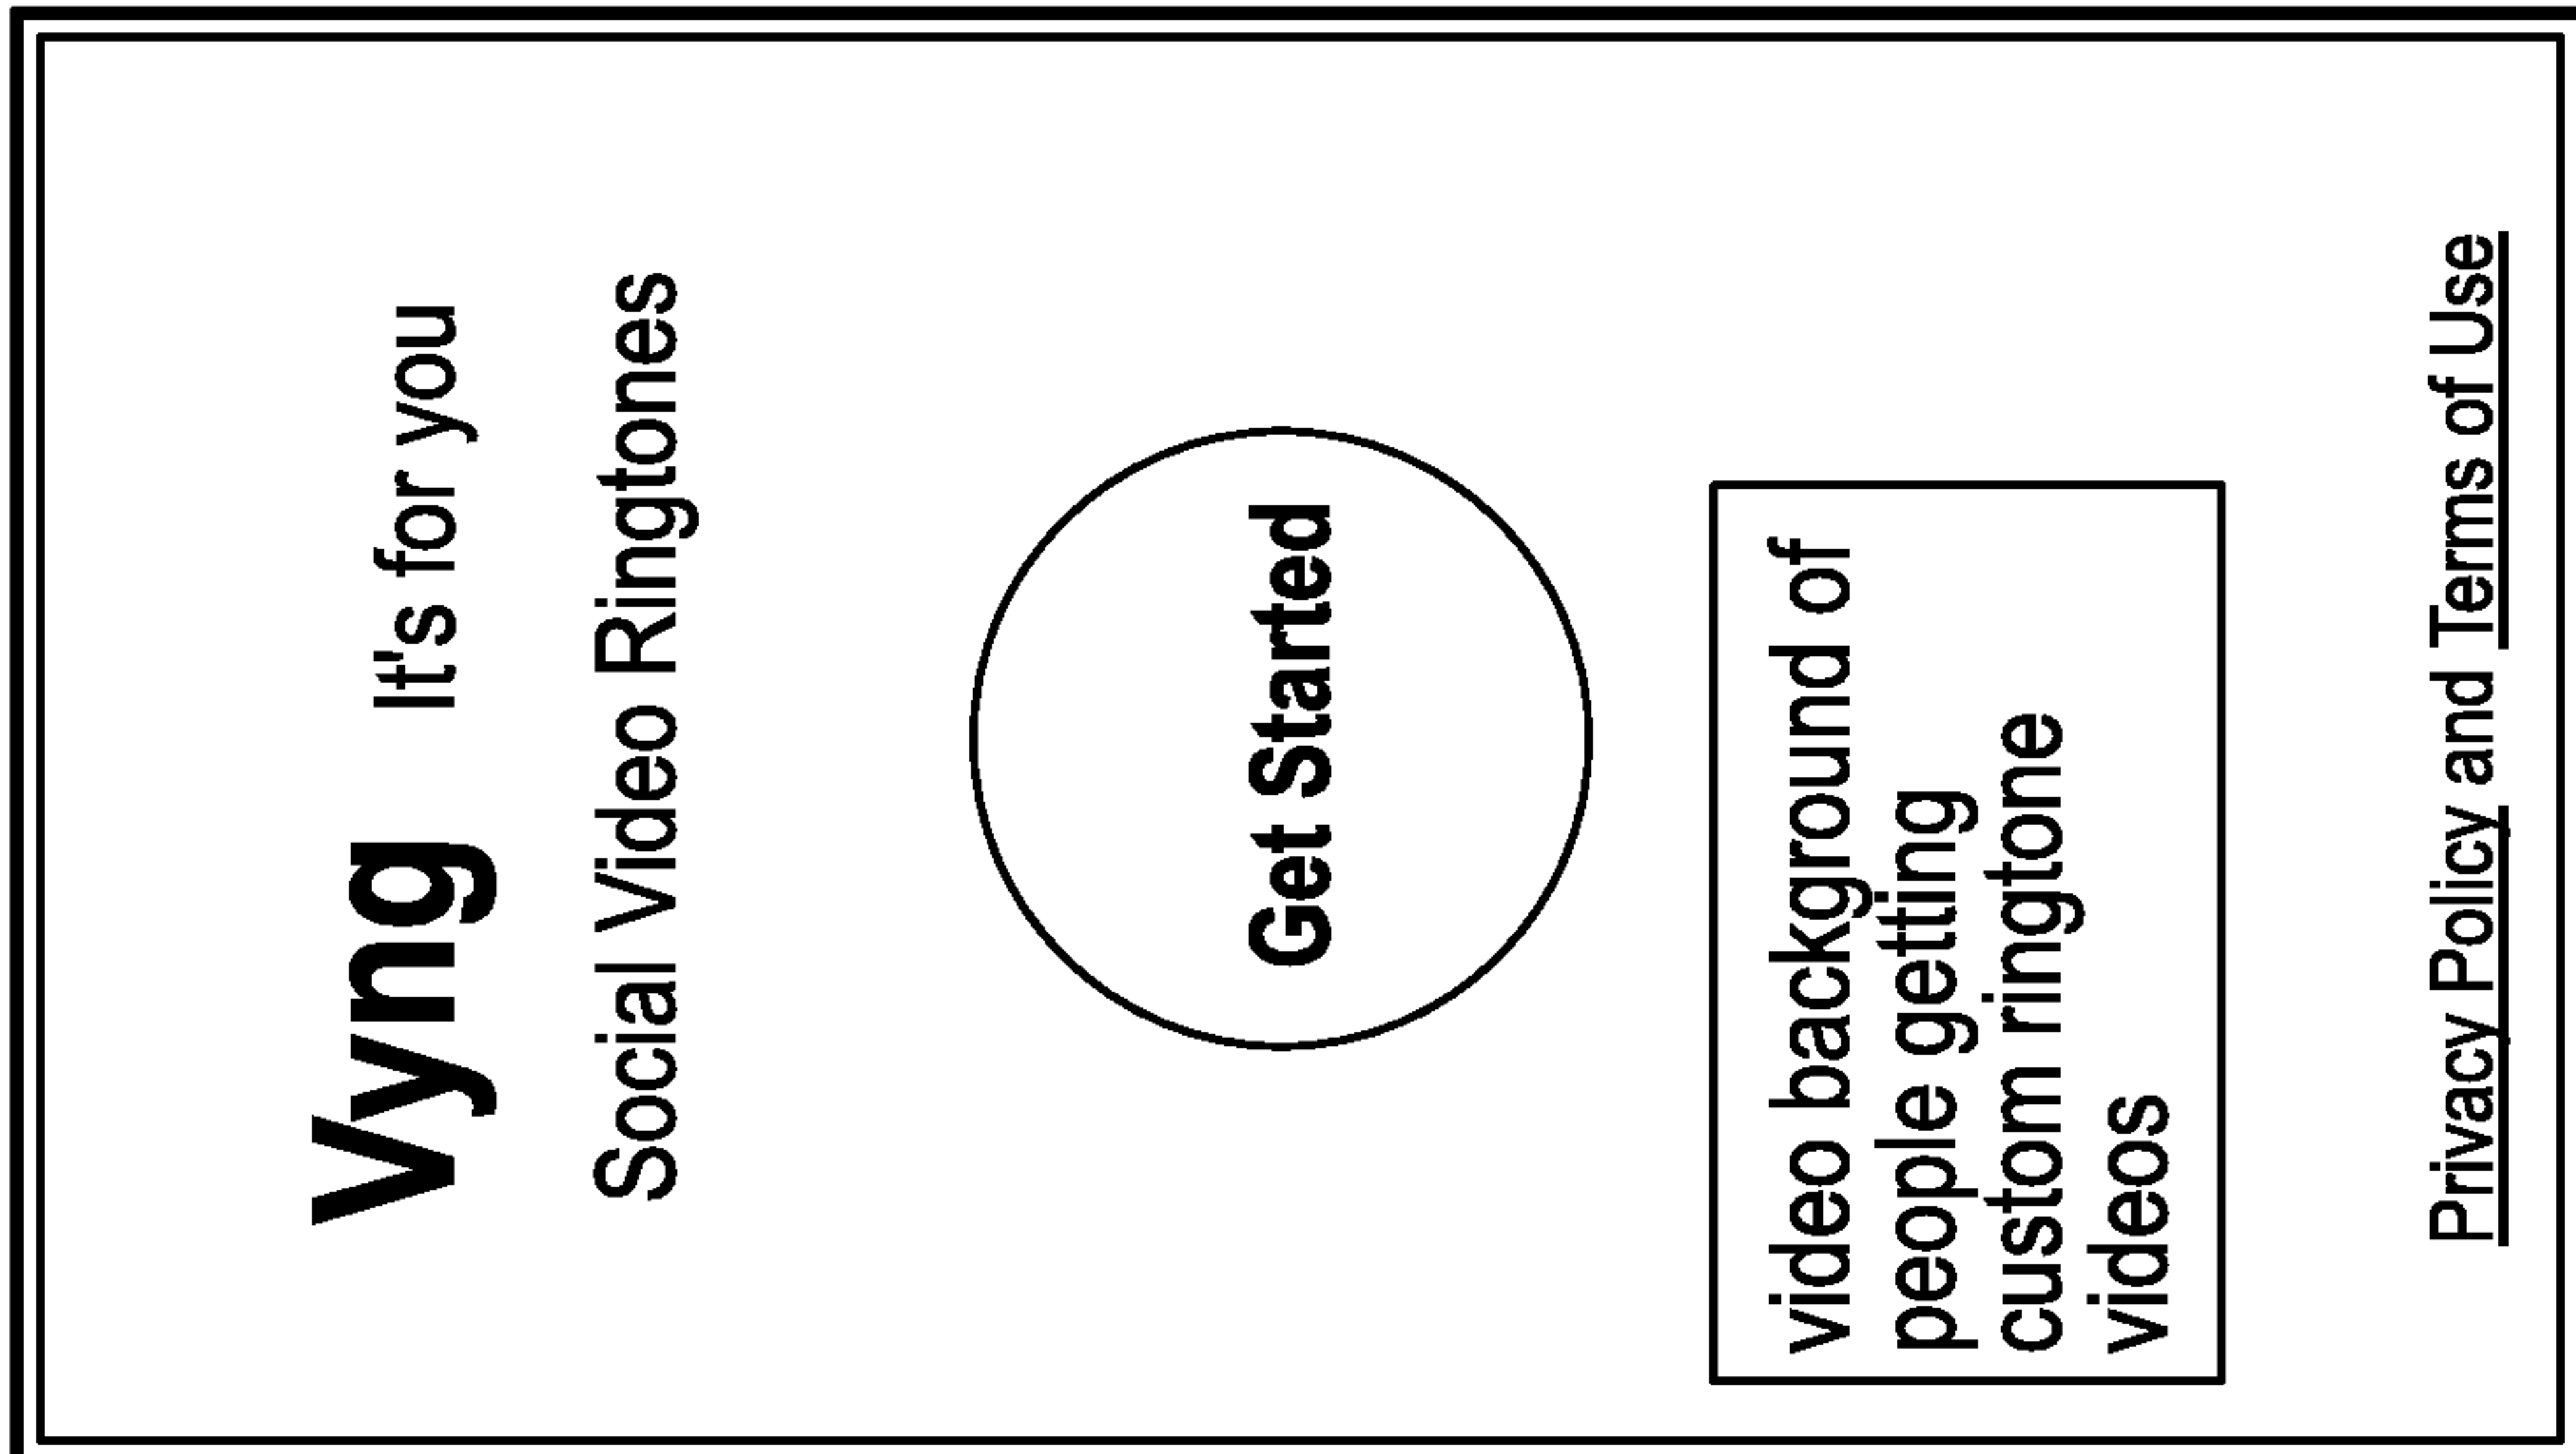 Vyng It's for you
Social Video Ringtones
Get Started
video background of
people getting
custom ringtone
videos
Privacy Policy and Terms of Use